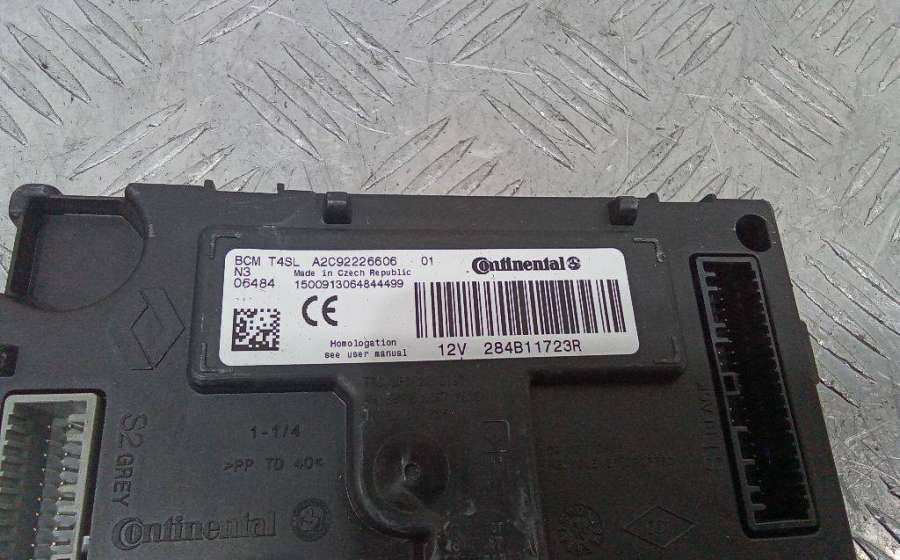 BCM T4SL A2C92226606 01
Continental
N3 Made in Czech Republic
06484 1500913064844499
CE
Homologation
see user manual
12V 284B11723R
1-1/4
>PP TD 40<
S2 GREY
Continental